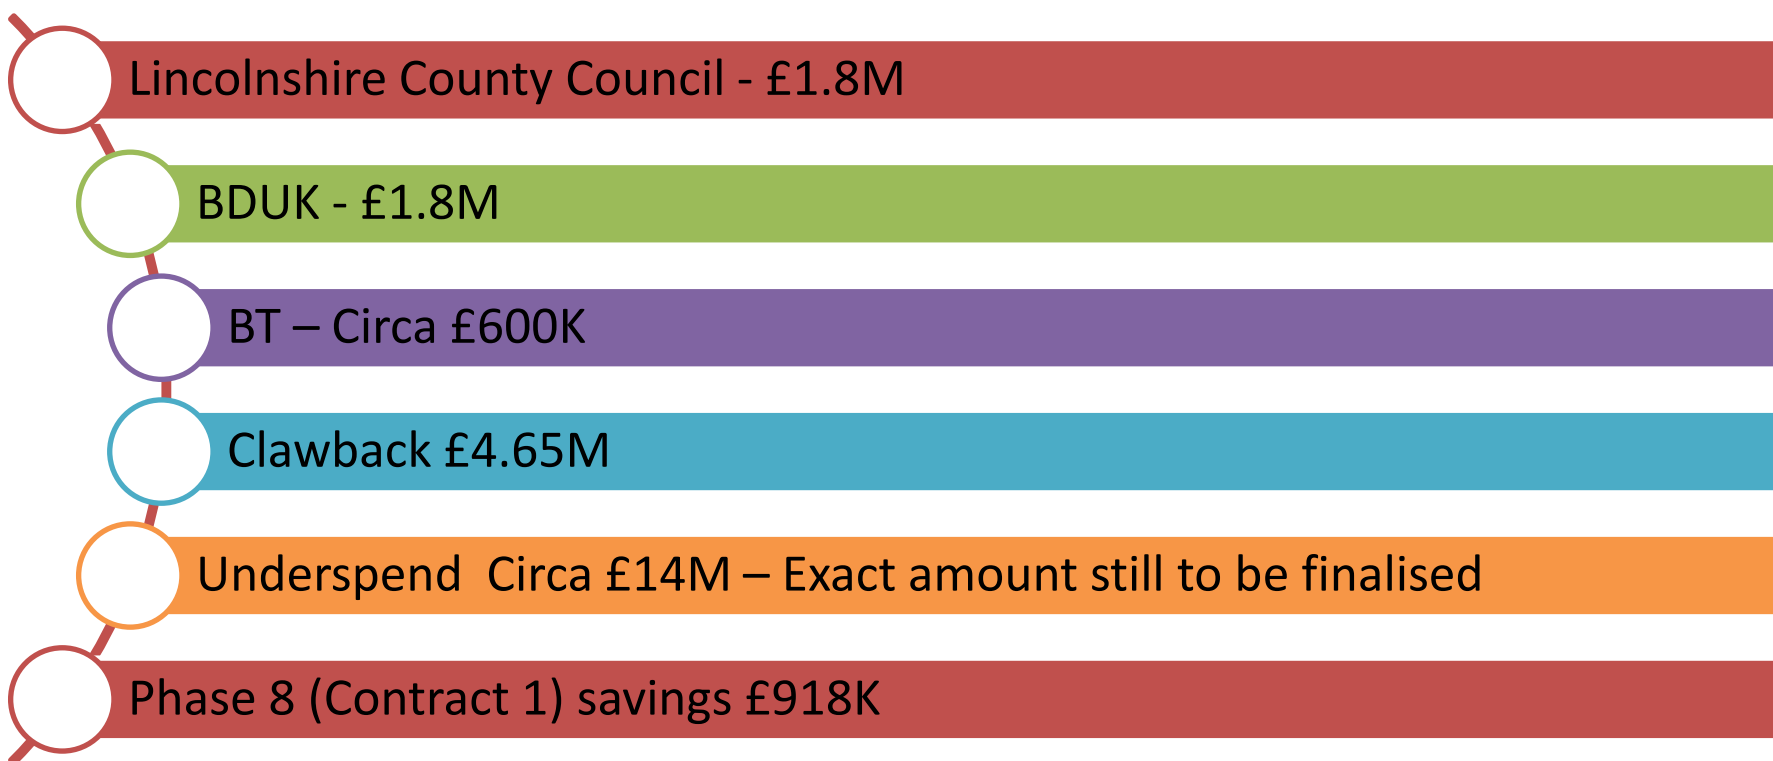 Lincolnshire County Council - £1.8M
BDUK - £1.8M
BT – Circa £600K
Clawback £4.65M
Underspend  Circa £14M – Exact amount still to be finalised
Phase 8 (Contract 1) savings £918K